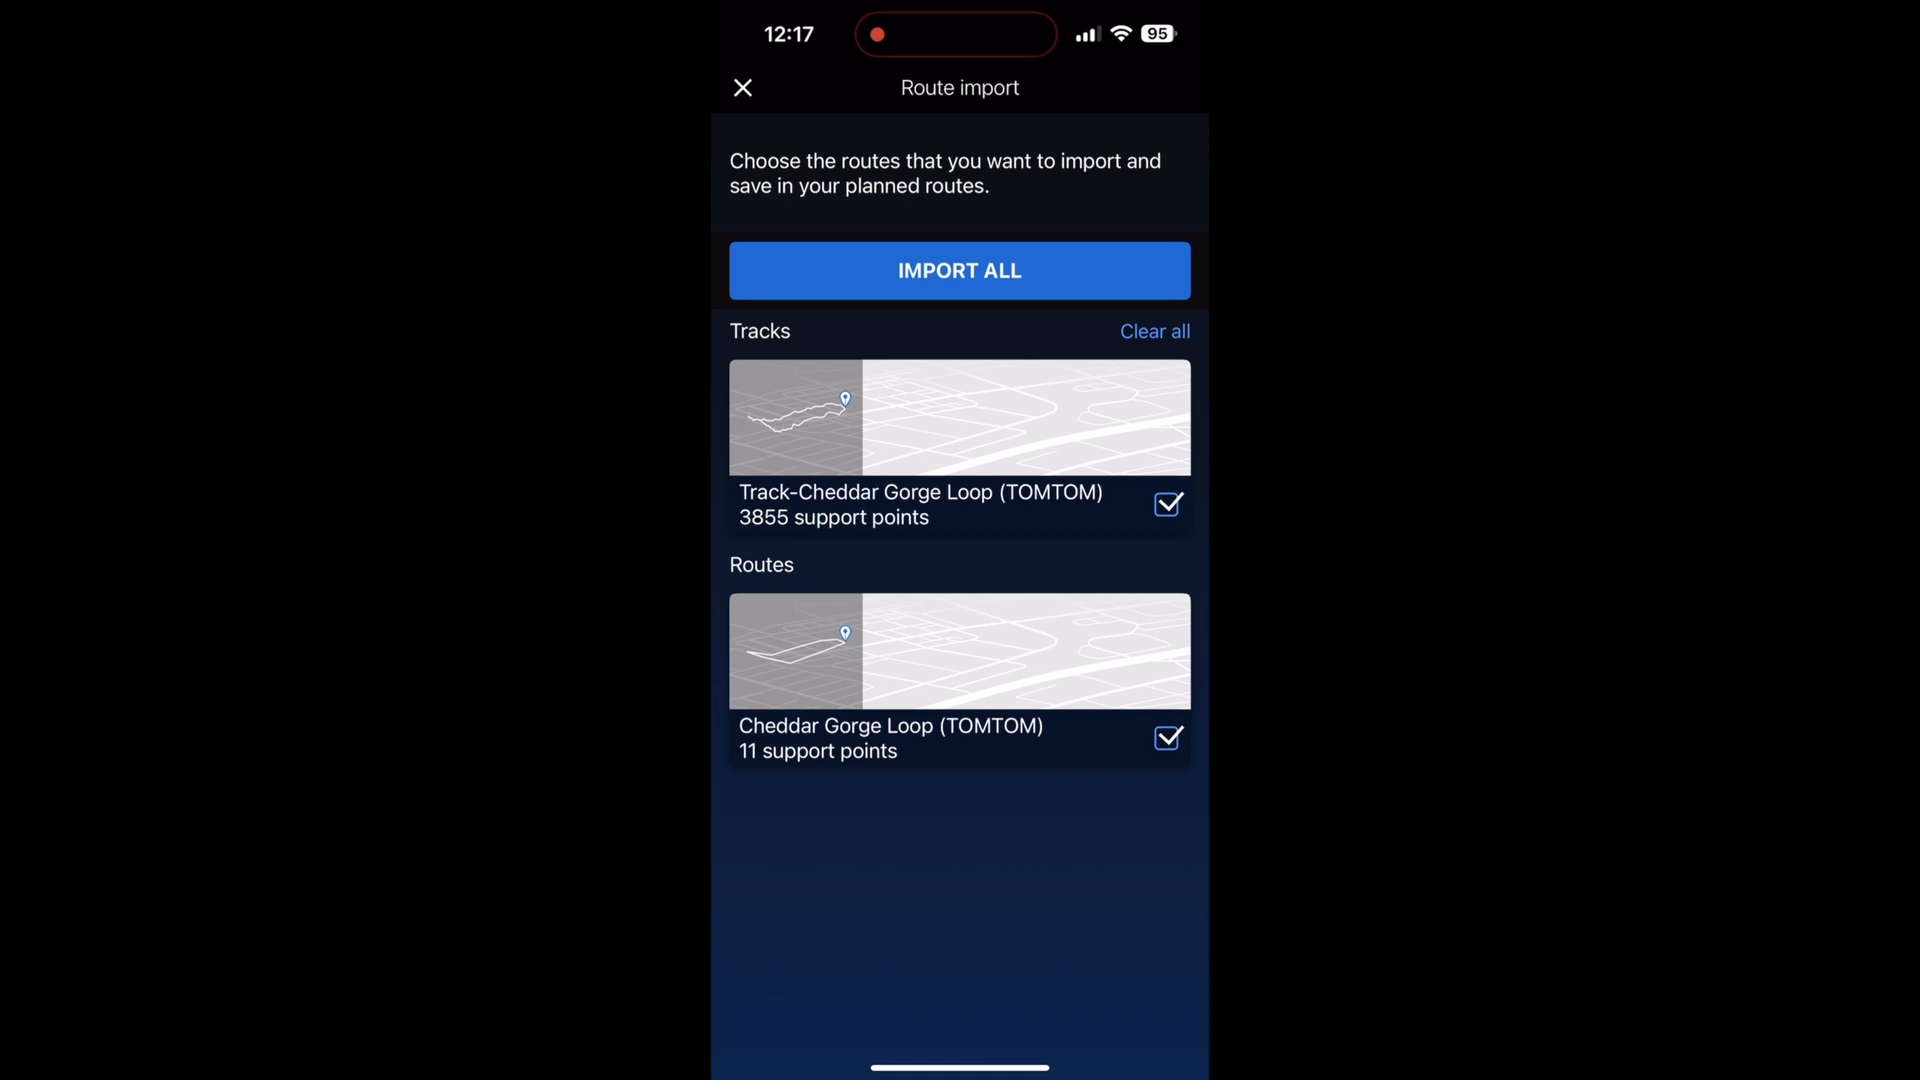 12:17
95
Route import
Choose the routes that you want to import and
save in your planned routes.
IMPORT ALL
Tracks
Clear all
Track-Cheddar Gorge Loop (TOMTOM)
3855 support points
Routes
Cheddar Gorge Loop (TOMTOM)
11 support points